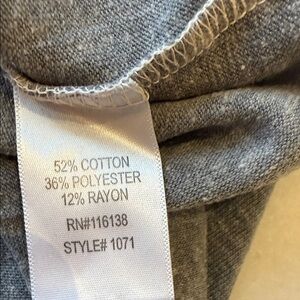 52% COTTON
36% POLYESTER
12% RAYON
RN#116138
STYLE# 1071